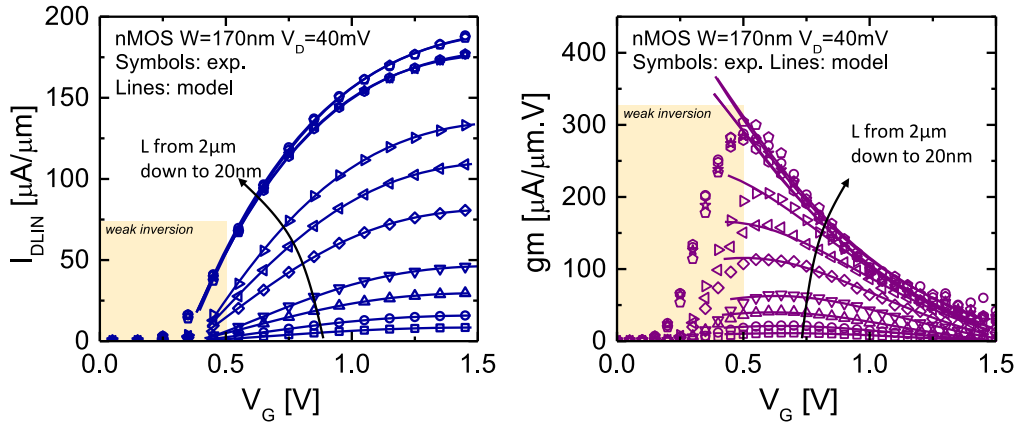 nMOS W=170nm V_D=40mV
Symbols: exp.
Lines: model
weak inversion
L from 2µm
down to 20nm
I_DLIN [µA/µm]
200
150
100
50
0
0.0 0.5 1.0 1.5
V_G [V]
nMOS W=170nm V_D=40mV
Symbols: exp. Lines: model
weak inversion
L from 2µm
down to 20nm
gm [µA/µm.V]
400
300
200
100
0
0.0 0.5 1.0 1.5
V_G [V]